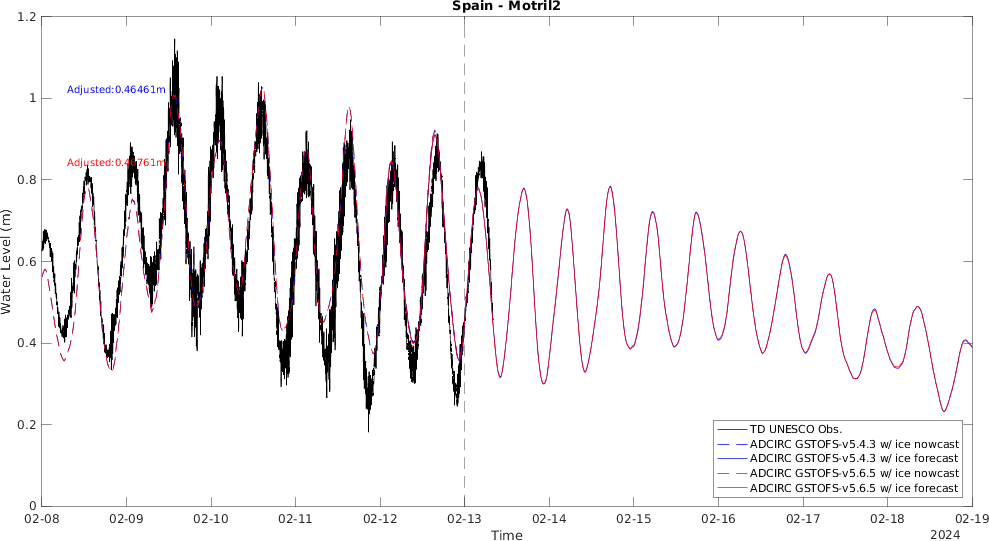 Spain - Motril2
1.2
1
0.8
0.6
0.4
0.2
0
Water Level (m)
Adjusted:0.46461m
TD UNESCO Obs.
ADCIRC GSTOFS-v5.4.3 w/ ice nowcast
ADCIRC GSTOFS-v5.4.3 w/ ice forecast
ADCIRC GSTOFS-v5.6.5 w/ ice nowcast
ADCIRC GSTOFS-v5.6.5 w/ ice forecast
02-08 02-09 02-10 02-11 02-12 02-13 02-14 02-15 02-16 02-17 02-18 02-19
Time
2024